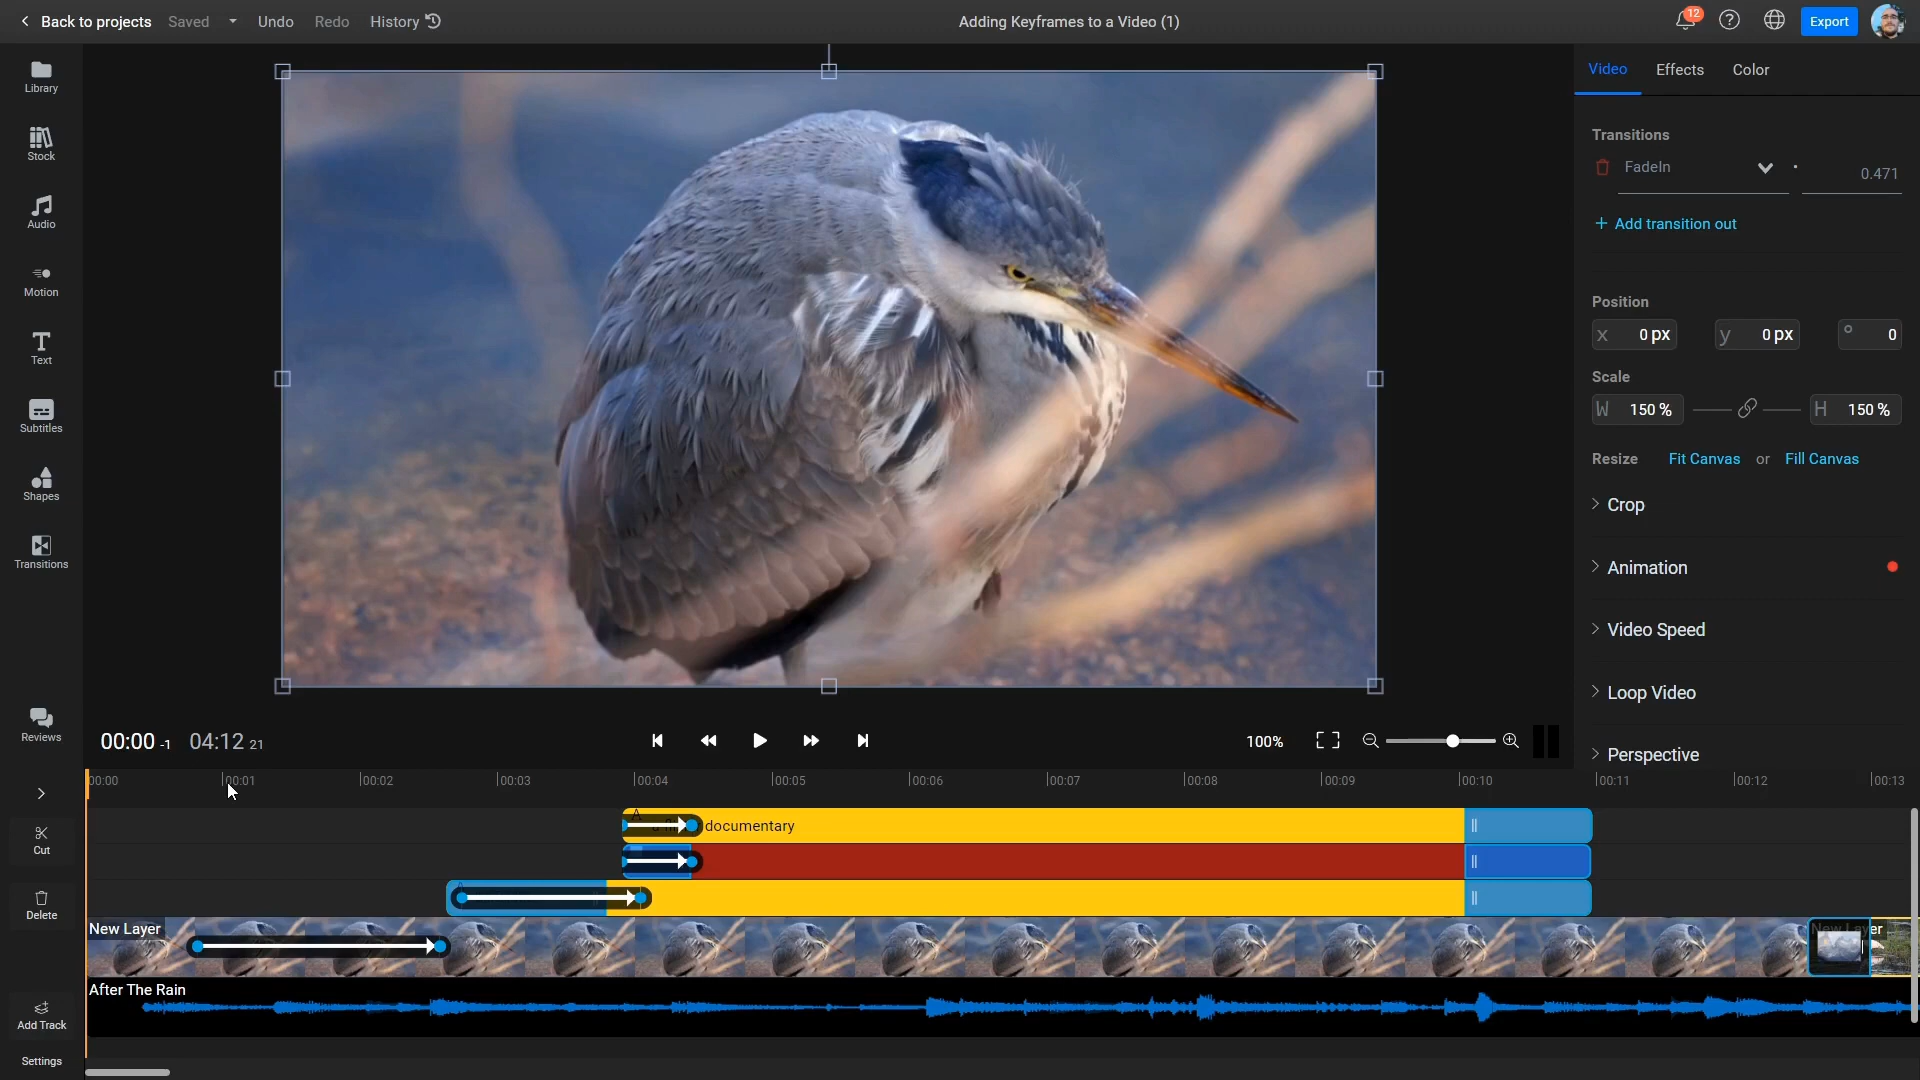 Back to projects Saved Undo Redo History Adding Keyframes to a Video (1) 12 Export
Library
Stock
Audio
Motion
Text
Subtitles
Shapes
Transitions
Reviews
Video Effects Color
Transitions
FadeIn 0.471
+ Add transition out
Position
X 0 px y 0 px ° 0
Scale
W 150 % H 150 %
Resize Fit Canvas or Fill Canvas
Crop
Animation
Video Speed
Loop Video
Perspective
00:00 -1 04:12 21 100%
00:00 00:01 00:02 00:03 00:04 00:05 00:06 00:07 00:08 00:09 00:10 00:11 00:12 00:13
Cut
Delete
Add Track
Settings
documentary
New Layer New Layer
After The Rain